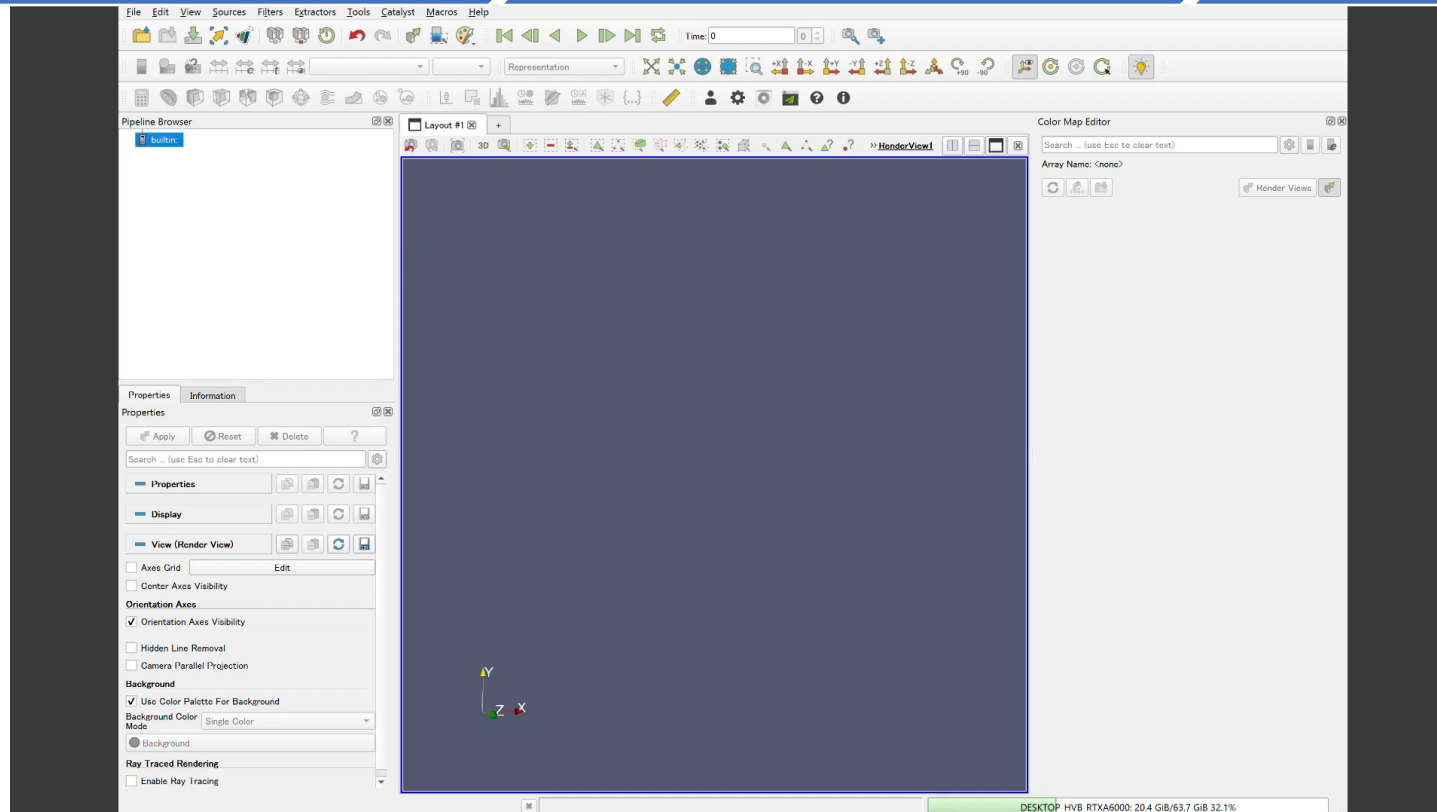 File Edit View Sources Filters Extractors Tools Catalyst Macros Help
Time: 0 0
Representation +90 -90
Pipeline Browser
builtin:
Layout #1 +
3D RenderView1
Color Map Editor
Search ... (use Esc to clear text)
Array Name: <none>
Render Views
Properties Information
Properties
Apply Reset Delete ?
Search ... (use Esc to clear text)
Properties
Display
View (Render View)
Axes Grid Edit
Center Axes Visibility
Orientation Axes
Orientation Axes Visibility
Hidden Line Removal
Camera Parallel Projection
Background
Use Color Palette For Background
Background Color Mode Single Color
Background
Ray Traced Rendering
Enable Ray Tracing
Y
Z X
DESKTOP HVB RTXA6000: 20.4 GiB/63.7 GiB 32.1%